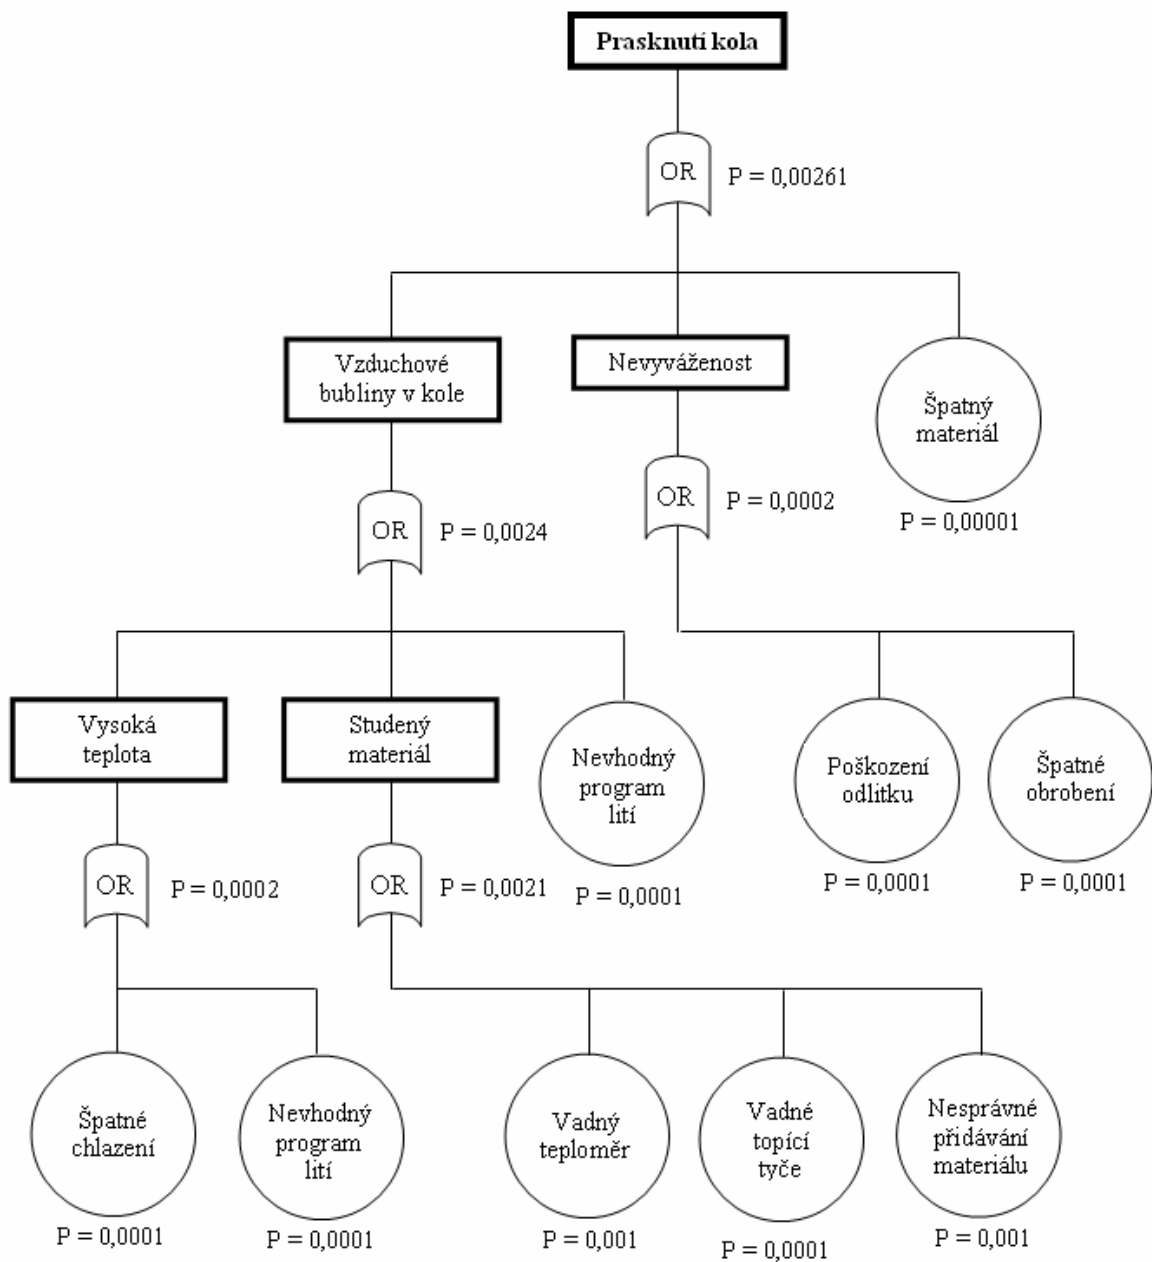 Prasknutí kola
OR
P = 0,00261
Vzduchové
bubliny v kole
Nevyváženost
Špatný
materiál
OR
P = 0,0024
OR
P = 0,0002
P = 0,00001
Vysoká
teplota
Studený
materiál
Nevhodný
program
lití
Poškození
odlitku
Špatné
obrobení
OR
P = 0,0002
OR
P = 0,0021
P = 0,0001
P = 0,0001
P = 0,0001
Špatné
chlazení
Nevhodný
program
lití
Vadný
teploměr
Vadné
topící
tyče
Nesprávné
přidávání
materiálu
P = 0,0001
P = 0,0001
P = 0,001
P = 0,0001
P = 0,001